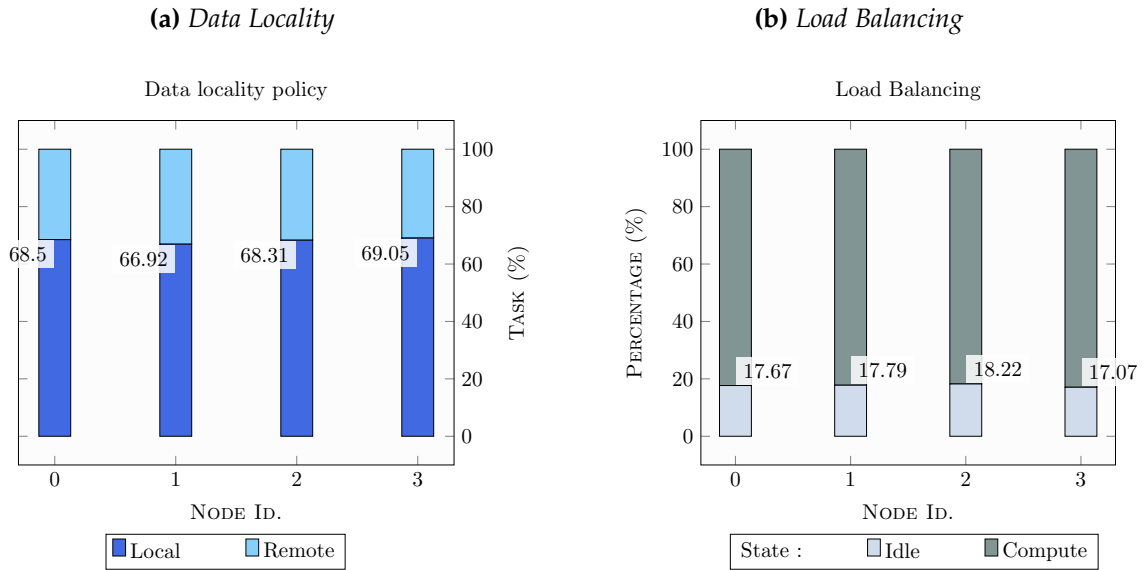 (a) Data Locality
Data locality policy
100
80
60
40
20
0
TASK (%)
68.5
66.92
68.31
69.05
0 1 2 3
NODE ID.
Local Remote
(b) Load Balancing
Load Balancing
PERCENTAGE (%)
100
80
60
40
20
0
17.67
17.79
18.22
17.07
0 1 2 3
NODE ID.
State : Idle Compute